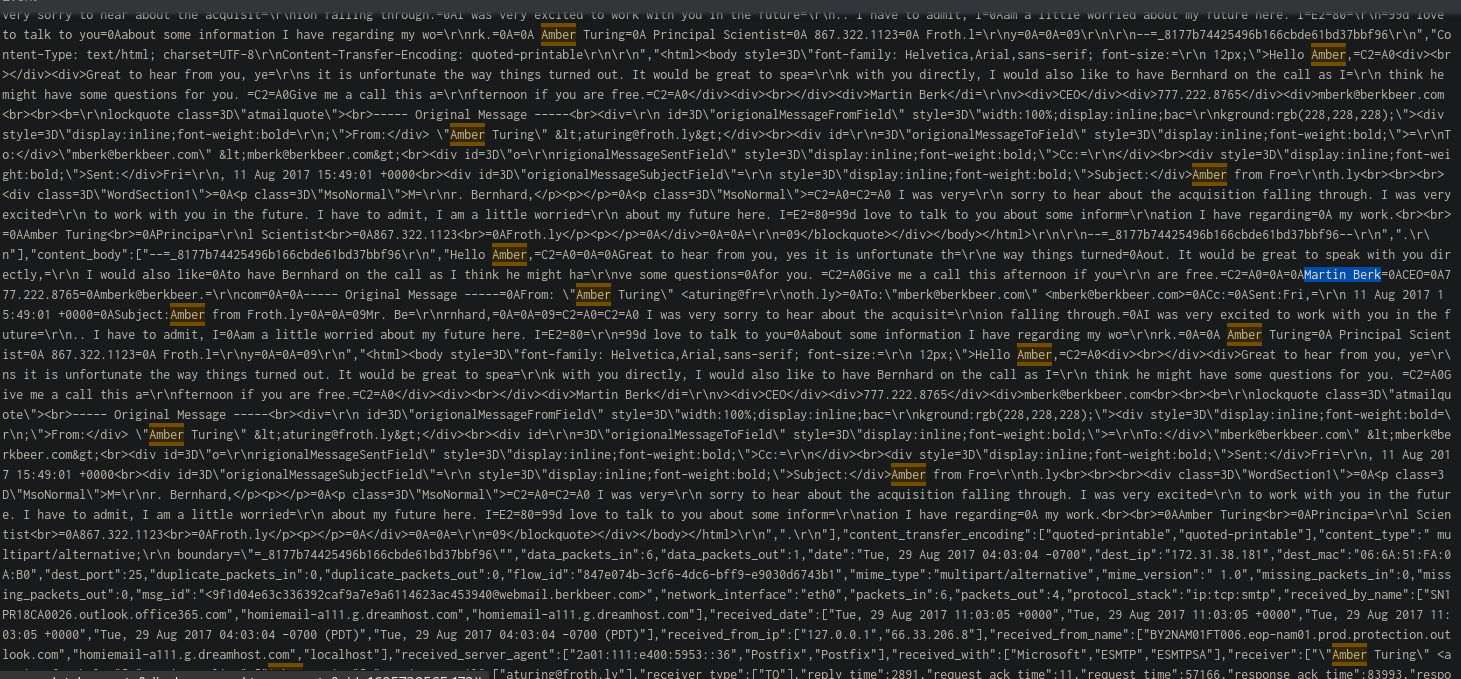 very sorry to hear about the acquisit=\r\nion falling through.=0AI was very excited to work with you in the future=\r\n.. I have to admit, I=0Aam a little worried about my future here. I=E2=80=\r\n=99d love
to talk to you=0Aabout some information I have regarding my wo=\r\nrk.=0A=0A Amber Turing=0A Principal Scientist=0A 867.322.1123=0A Froth.l=\r\ny=0A=0A=09\r\n\r\n--=_8177b74425496b166cbde61bd37bbf96\r\n","Co
ntent-Type: text/html; charset=UTF-8\r\nContent-Transfer-Encoding: quoted-printable\r\n\r\n","<html><body style=3D\"font-family: Helvetica,Arial,sans-serif; font-size:=\r\n 12px;\">Hello Amber,=C2=A0<div><br
></div><div>Great to hear from you, ye=\r\ns it is unfortunate the way things turned out. It would be great to spea=\r\nk with you directly, I would also like to have Bernhard on the call as I=\r\n think he
might have some questions for you. =C2=A0Give me a call this a=\r\nfternoon if you are free.=C2=A0</div><div><br></div><div>Martin Berk</di=\r\nv><div>CEO</div><div>777.222.8765</div><div>mberk@berkbeer.com
<br><br><b=\r\nlockquote class=3D\"atmailquote\"><br>----- Original Message -----<br><div=\r\n id=3D\"origionalMessageFromField\" style=3D\"width:100%;display:inline;bac=\r\nkground:rgb(228,228,228);\"><div
style=3D\"display:inline;font-weight:bold=\r\n;\">From:</div> \"Amber Turing\" &lt;aturing@froth.ly&gt;</div><br><div id=\r\n=3D\"origionalMessageToField\" style=3D\"display:inline;font-weight:bold;\">=\r\nT
o:</div>\"mberk@berkbeer.com\" &lt;mberk@berkbeer.com&gt;<br><div id=3D\"o=\r\nrigionalMessageSentField\" style=3D\"display:inline;font-weight:bold;\">Cc:=\r\n</div><br><div style=3D\"display:inline;font-wei
ght:bold;\">Sent:</div>Fri=\r\n, 11 Aug 2017 15:49:01 +0000<br><div id=3D\"origionalMessageSubjectField\"=\r\n style=3D\"display:inline;font-weight:bold;\">Subject:</div>Amber from Fro=\r\nth.ly<br><br><br>
<div class=3D\"WordSection1\">=0A<p class=3D\"MsoNormal\">M=\r\nr. Bernhard,</p><p></p>=0A<p class=3D\"MsoNormal\">=C2=A0=C2=A0 I was very=\r\n sorry to hear about the acquisition falling through. I was very
excited=\r\n to work with you in the future. I have to admit, I am a little worried=\r\n about my future here. I=E2=80=99d love to talk to you about some inform=\r\nation I have regarding=0A my work.<br><br>
=0AAmber Turing<br>=0APrincipa=\r\nl Scientist<br>=0A867.322.1123<br>=0AFroth.ly</p><p></p>=0A</div>=0A=0A=\r\n=09</blockquote></div></body></html>\r\n\r\n--=_8177b74425496b166cbde61bd37bbf96--\r\n",".\r\
n"],"content_body":["--=_8177b74425496b166cbde61bd37bbf96\r\n","Hello Amber,=C2=A0=0A=0AGreat to hear from you, yes it is unfortunate th=\r\ne way things turned=0Aout. It would be great to speak with you dir
ectly,=\r\n I would also like=0Ato have Bernhard on the call as I think he might ha=\r\nve some questions=0Afor you. =C2=A0Give me a call this afternoon if you=\r\n are free.=C2=A0=0A=0AMartin Berk=0ACEO=0A7
77.222.8765=0Amberk@berkbeer.=\r\ncom=0A=0A----- Original Message -----=0AFrom: \"Amber Turing\" <aturing@fr=\r\noth.ly>=0ATo:\"mberk@berkbeer.com\" <mberk@berkbeer.com>=0ACc:=0ASent:Fri,=\r\n 11 Aug 2017 1
5:49:01 +0000=0ASubject:Amber from Froth.ly=0A=0A=0A=09Mr. Be=\r\nrnhard,=0A=0A=09=C2=A0=C2=A0 I was very sorry to hear about the acquisit=\r\nion falling through.=0AI was very excited to work with you in the f
uture=\r\n.. I have to admit, I=0Aam a little worried about my future here. I=E2=80=\r\n=99d love to talk to you=0Aabout some information I have regarding my wo=\r\nrk.=0A=0A Amber Turing=0A Principal Scient
ist=0A 867.322.1123=0A Froth.l=\r\ny=0A=0A=09\r\n","<html><body style=3D\"font-family: Helvetica,Arial,sans-serif; font-size:=\r\n 12px;\">Hello Amber,=C2=A0<div><br></div><div>Great to hear from you, ye=\r\
ns it is unfortunate the way things turned out. It would be great to spea=\r\nk with you directly, I would also like to have Bernhard on the call as I=\r\n think he might have some questions for you. =C2=A0G
ive me a call this a=\r\nfternoon if you are free.=C2=A0</div><div><br></div><div>Martin Berk</di=\r\nv><div>CEO</div><div>777.222.8765</div><div>mberk@berkbeer.com<br><br><b=\r\nlockquote class=3D\"atmailqu
ote\"><br>----- Original Message -----<br><div=\r\n id=3D\"origionalMessageFromField\" style=3D\"width:100%;display:inline;bac=\r\nkground:rgb(228,228,228);\"><div style=3D\"display:inline;font-weight:bold=\
r\n;\">From:</div> \"Amber Turing\" &lt;aturing@froth.ly&gt;</div><br><div id=\r\n=3D\"origionalMessageToField\" style=3D\"display:inline;font-weight:bold;\">=\r\nTo:</div>\"mberk@berkbeer.com\" &lt;mberk@be
rkbeer.com&gt;<br><div id=3D\"o=\r\nrigionalMessageSentField\" style=3D\"display:inline;font-weight:bold;\">Cc:=\r\n</div><br><div style=3D\"display:inline;font-weight:bold;\">Sent:</div>Fri=\r\n, 11 Aug 201
7 15:49:01 +0000<br><div id=3D\"origionalMessageSubjectField\"=\r\n style=3D\"display:inline;font-weight:bold;\">Subject:</div>Amber from Fro=\r\nth.ly<br><br><br><div class=3D\"WordSection1\">=0A<p class=3
D\"MsoNormal\">M=\r\nr. Bernhard,</p><p></p>=0A<p class=3D\"MsoNormal\">=C2=A0=C2=A0 I was very=\r\n sorry to hear about the acquisition falling through. I was very excited=\r\n to work with you in the futur
e. I have to admit, I am a little worried=\r\n about my future here. I=E2=80=99d love to talk to you about some inform=\r\nation I have regarding=0A my work.<br><br>=0AAmber Turing<br>=0APrincipa=\r\nl Scien
tist<br>=0A867.322.1123<br>=0AFroth.ly</p><p></p>=0A</div>=0A=0A=\r\n=09</blockquote></div></body></html>\r\n",".\r\n"],"content_transfer_encoding":["quoted-printable","quoted-printable"],"content_type":" mu
ltipart/alternative;\r\n boundary=\"=_8177b74425496b166cbde61bd37bbf96\"","data_packets_in":6,"data_packets_out":1,"date":"Tue, 29 Aug 2017 04:03:04 -0700","dest_ip":"172.31.38.181","dest_mac":"06:6A:51:FA:0
A:B0","dest_port":25,"duplicate_packets_in":0,"duplicate_packets_out":0,"flow_id":"847e074b-3cf6-4dc6-bff9-e9030d6743b1","mime_type":"multipart/alternative","mime_version":" 1.0","missing_packets_in":0,"miss
ing_packets_out":0,"msg_id":"<9f1d04e63c336392caf9a7e9a6114623ac453940@webmail.berkbeer.com>","network_interface":"eth0","packets_in":6,"packets_out":4,"protocol_stack":"ip:tcp:smtp","received_by_name":["SN1
PR18CA0026.outlook.office365.com","homiemail-a111.g.dreamhost.com","homiemail-a111.g.dreamhost.com"],"received_date":["Tue, 29 Aug 2017 11:03:05 +0000","Tue, 29 Aug 2017 11:03:05 +0000","Tue, 29 Aug 2017 11:
03:05 +0000","Tue, 29 Aug 2017 04:03:04 -0700 (PDT)","Tue, 29 Aug 2017 04:03:04 -0700 (PDT)"],"received_from_ip":["127.0.0.1","66.33.206.8"],"received_from_name":["BY2NAM01FT006.eop-nam01.prod.protection.out
look.com","homiemail-a111.g.dreamhost.com","localhost"],"received_server_agent":["2a01:111:e400:5953::36","Postfix","Postfix"],"received_with":["Microsoft","ESMTP","ESMTPSA"],"receiver":["\"Amber Turing\" <a
["aturing@froth.ly"],"receiver_type":["TO"],"reply_time":2891,"request_ack_time":11,"request_time":57166,"response_ack_time":83993,"respo